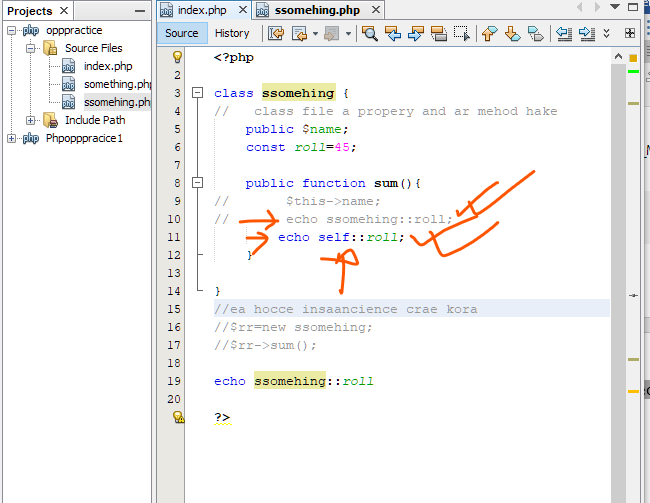 Projects ×
index.php ×
ssomehing.php ×
opppractice
Source Files
index.php
something.php
ssomehing.php
Include Path
Phpopppracice1
Source
History
1
<?php
2
3 class ssomehing {
4 //   class file a propery and ar mehod hake
5     public $name;
6     const roll=45;
7
8     public function sum(){
9 //       $this->name;
10 //       echo ssomehing::roll;
11         echo self::roll;
12     }
13
14 }
15 //ea hocce insaancience crae kora
16 //$rr=new ssomehing;
17 //$rr->sum();
18
19 echo ssomehing::roll
20
?>